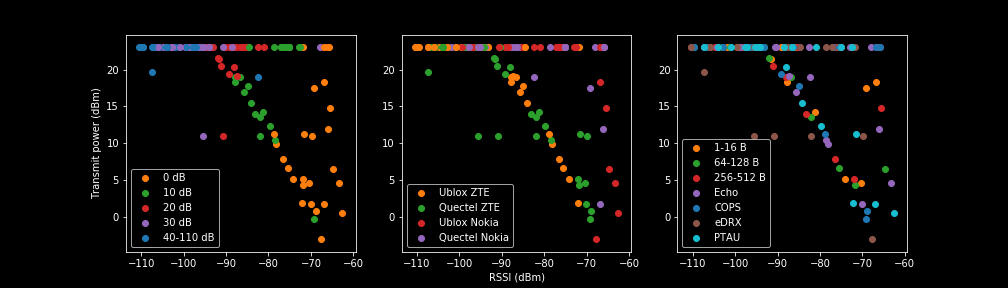 Transmit power (dBm)
20
15
10
5
0
0 dB
10 dB
20 dB
30 dB
40-110 dB
−110
−100
−90
−80
−70
−60
20
15
10
5
0
Ublox ZTE
Quectel ZTE
Ublox Nokia
Quectel Nokia
−110
−100
−90
−80
−70
−60
RSSI (dBm)
20
15
10
5
0
1-16 B
64-128 B
256-512 B
Echo
COPS
eDRX
PTAU
−110
−100
−90
−80
−70
−60